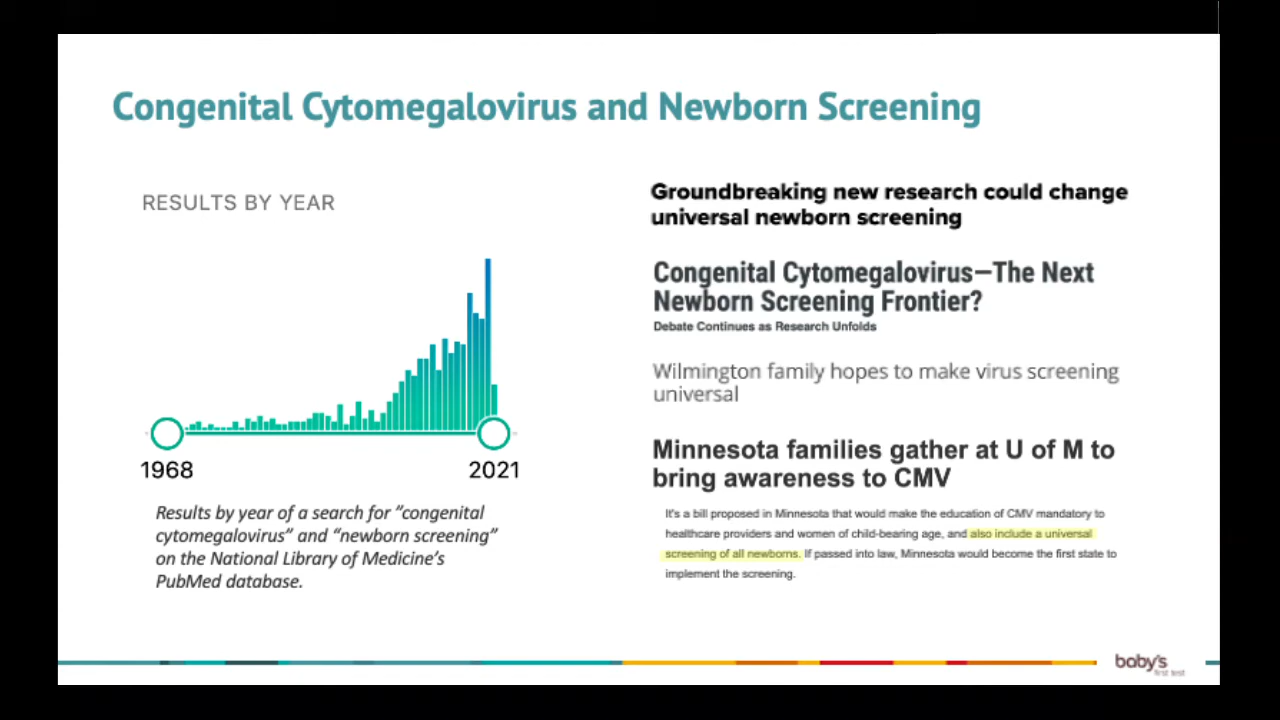 Congenital Cytomegalovirus and Newborn Screening
RESULTS BY YEAR
1968
2021
Results by year of a search for "congenital
cytomegalovirus" and "newborn screening"
on the National Library of Medicine's
PubMed database.
Groundbreaking new research could change
universal newborn screening
Congenital Cytomegalovirus—The Next
Newborn Screening Frontier?
Debate Continues as Research Unfolds
Wilmington family hopes to make virus screening
universal
Minnesota families gather at U of M to
bring awareness to CMV
It's a bill proposed in Minnesota that would make the education of CMV mandatory to
healthcare providers and women of child-bearing age, and also include a universal
screening of all newborns. If passed into law, Minnesota would become the first state to
implement the screening.
baby's
first test